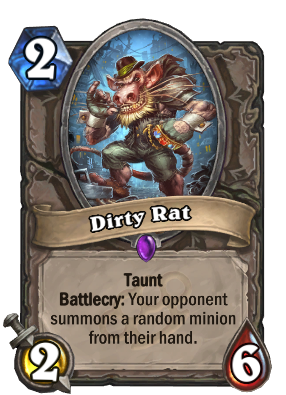 2
Dirty Rat
Taunt
Battlecry: Your opponent
summons a random minion
from their hand.
2
6